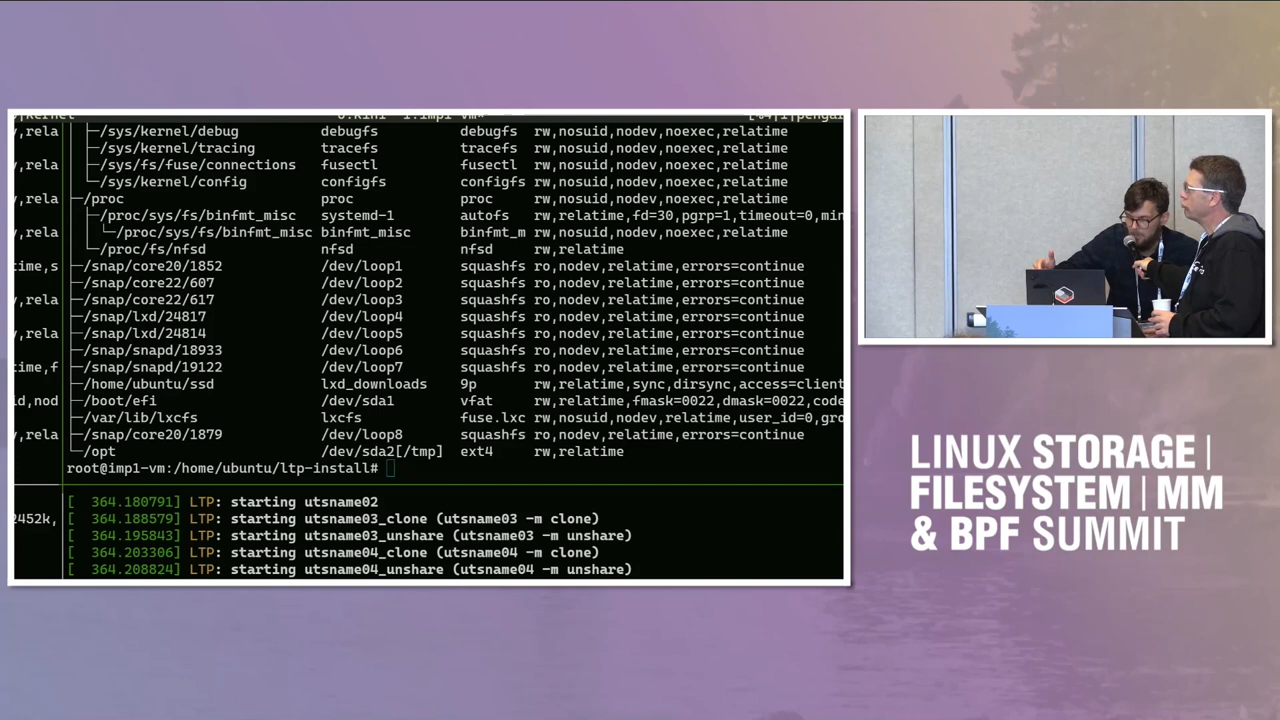 ├─/sys/kernel/debug debugfs debugfs rw,nosuid,nodev,noexec,relatime
,rela ├─/sys/kernel/tracing tracefs tracefs rw,nosuid,nodev,noexec,relatime
├─/sys/fs/fuse/connections fusectl fusectl rw,nosuid,nodev,noexec,relatime
,rela └─/sys/kernel/config configfs configfs rw,nosuid,nodev,noexec,relatime
├─/proc proc proc rw,nosuid,nodev,noexec,relatime
├─/proc/sys/fs/binfmt_misc systemd-1 autofs rw,relatime,fd=30,pgrp=1,timeout=0,min
,rela └─/proc/sys/fs/binfmt_misc binfmt_misc binfmt_m rw,nosuid,nodev,noexec,relatime
└─/proc/fs/nfsd nfsd nfsd rw,relatime
time,s ├─/snap/core20/1852 /dev/loop1 squashfs ro,nodev,relatime,errors=continue
├─/snap/core22/607 /dev/loop2 squashfs ro,nodev,relatime,errors=continue
,rela ├─/snap/core22/617 /dev/loop3 squashfs ro,nodev,relatime,errors=continue
├─/snap/lxd/24817 /dev/loop4 squashfs ro,nodev,relatime,errors=continue
,rela ├─/snap/lxd/24814 /dev/loop5 squashfs ro,nodev,relatime,errors=continue
├─/snap/snapd/18933 /dev/loop6 squashfs ro,nodev,relatime,errors=continue
time,f ├─/snap/snapd/19122 /dev/loop7 squashfs ro,nodev,relatime,errors=continue
├─/home/ubuntu/ssd lxd_downloads 9p rw,relatime,sync,dirsync,access=client
id,nod ├─/boot/efi /dev/sda1 vfat rw,relatime,fmask=0022,dmask=0022,code
├─/var/lib/lxcfs lxcfs fuse.lxc rw,nosuid,nodev,relatime,user_id=0,gro
,rela ├─/snap/core20/1879 /dev/loop8 squashfs ro,nodev,relatime,errors=continue
└─/opt /dev/sda2[/tmp] ext4 rw,relatime
root@imp1-vm:/home/ubuntu/ltp-install#
[ 364.180791] LTP: starting utsname02
2452k, [ 364.188579] LTP: starting utsname03_clone (utsname03 -m clone)
[ 364.195843] LTP: starting utsname03_unshare (utsname03 -m unshare)
[ 364.203306] LTP: starting utsname04_clone (utsname04 -m clone)
[ 364.208824] LTP: starting utsname04_unshare (utsname04 -m unshare)
LINUX STORAGE |
FILESYSTEM | MM
& BPF SUMMIT